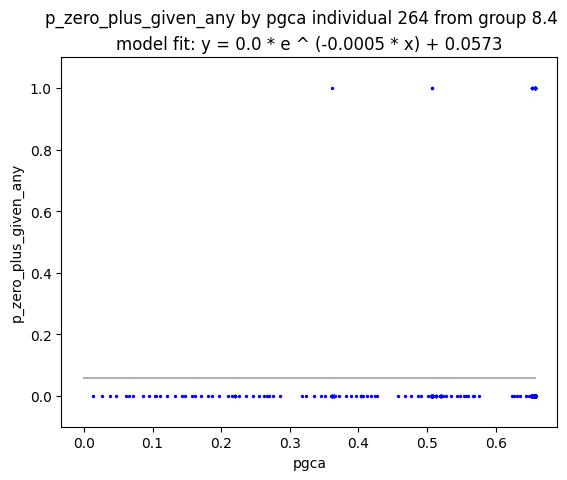 p_zero_plus_given_any by pgca individual 264 from group 8.4
model fit: y = 0.0 * e ^ (-0.0005 * x) + 0.0573
1.0
0.8
0.6
0.4
0.2
0.0
p_zero_plus_given_any
0.0 0.1 0.2 0.3 0.4 0.5 0.6
pgca